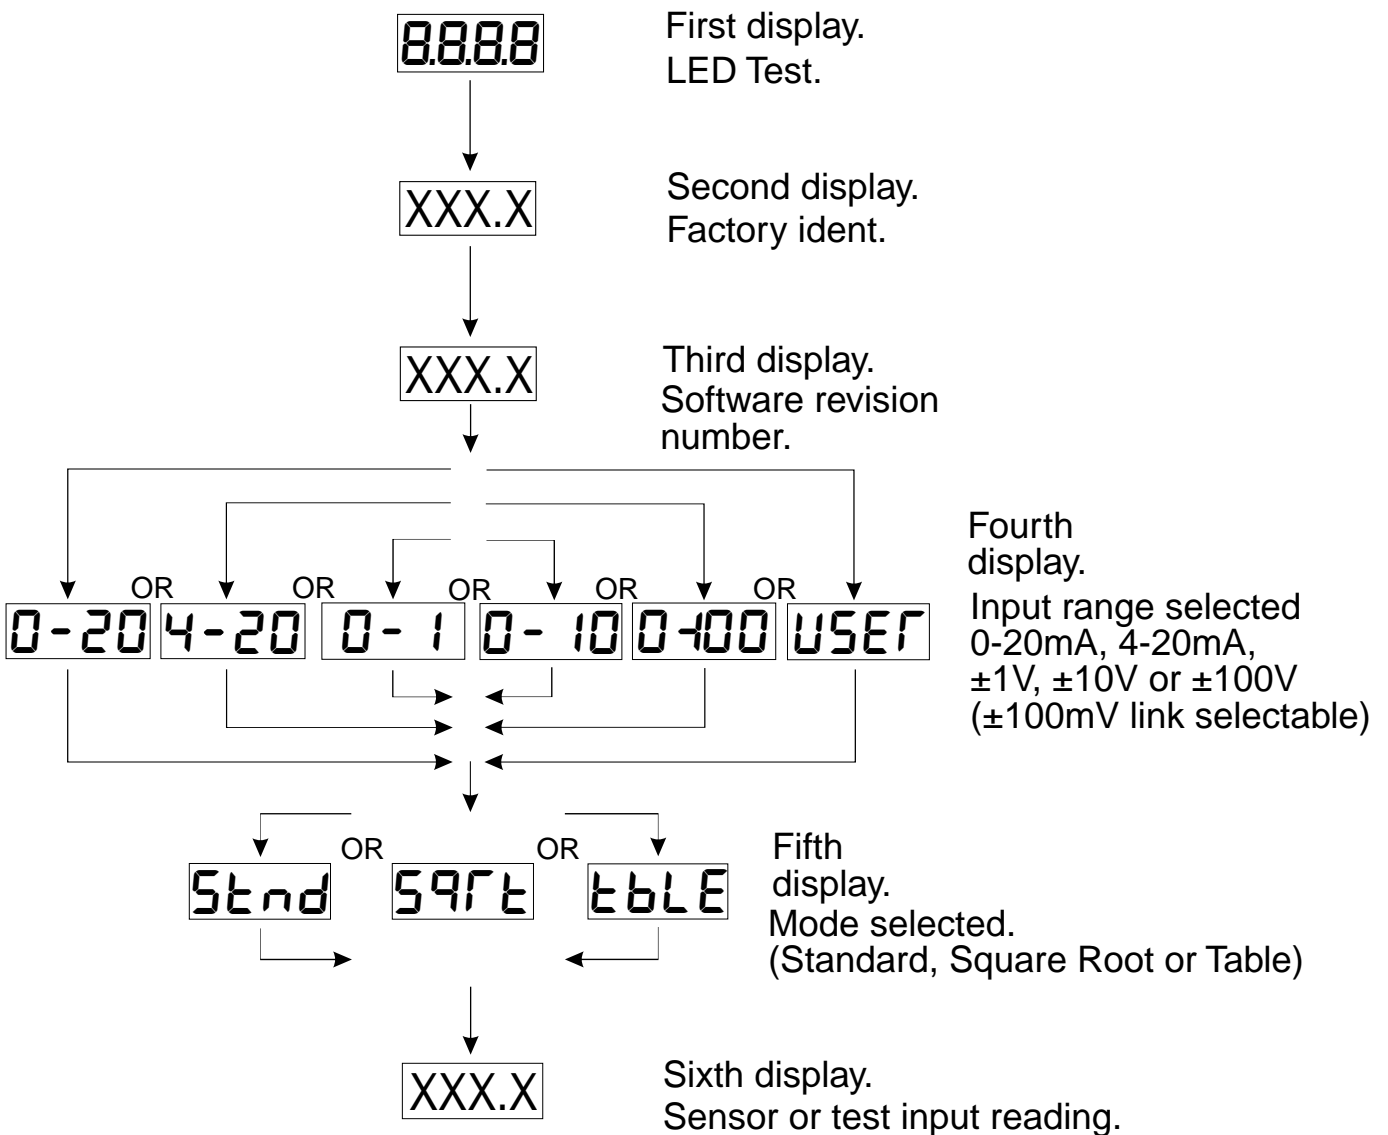 8.8.8.8
First display.
LED Test.
XXX.X
Second display.
Factory ident.
XXX.X
Third display.
Software revision
number.
OR OR OR OR OR
0-20 4-20 0-1 0-10 0-100 USEr
Fourth
display.
Input range selected
0-20mA, 4-20mA,
±1V, ±10V or ±100V
(±100mV link selectable)
OR OR
Stnd Sqrt tbLE
Fifth
display.
Mode selected.
(Standard, Square Root or Table)
XXX.X
Sixth display.
Sensor or test input reading.